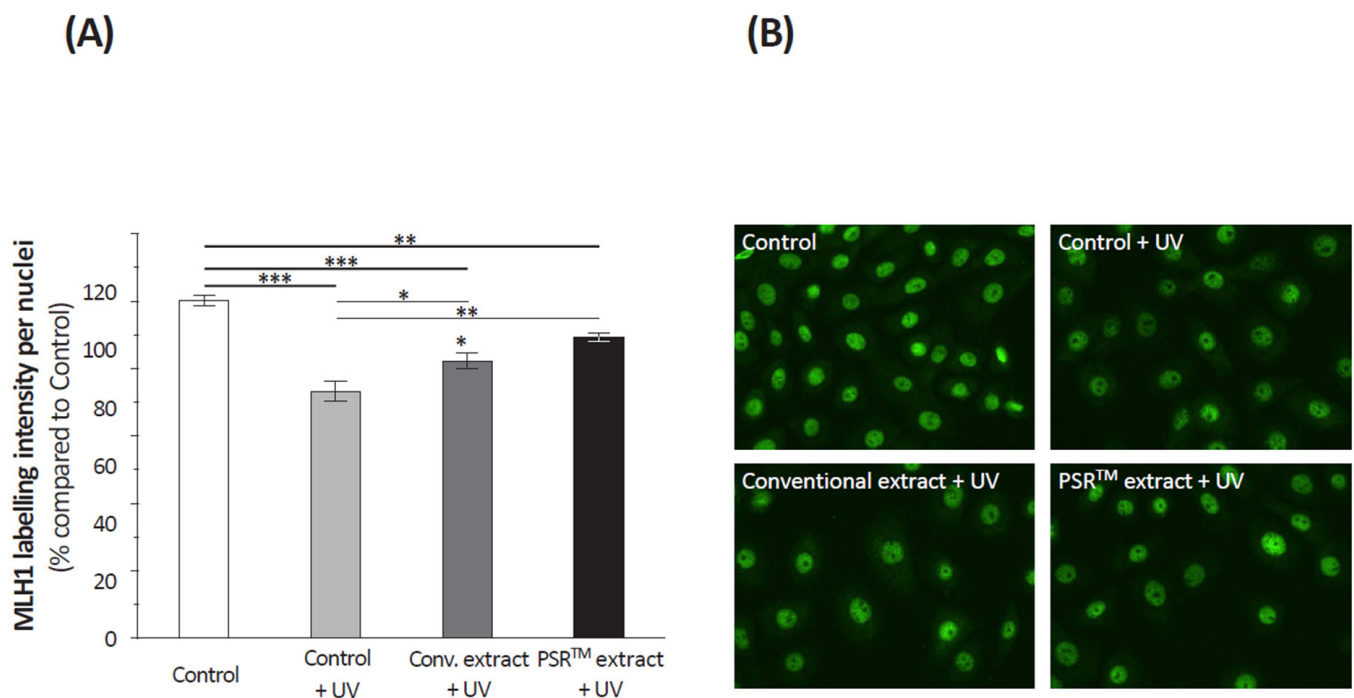 (A)
(B)
MLH1 labelling intensity per nuclei
(% compared to Control)
120
100
80
60
40
20
0
**
***
***
*
**
*
Control
Control
+ UV
Conv. extract
+ UV
PSR™ extract
+ UV
Control
Control + UV
Conventional extract + UV
PSR™ extract + UV